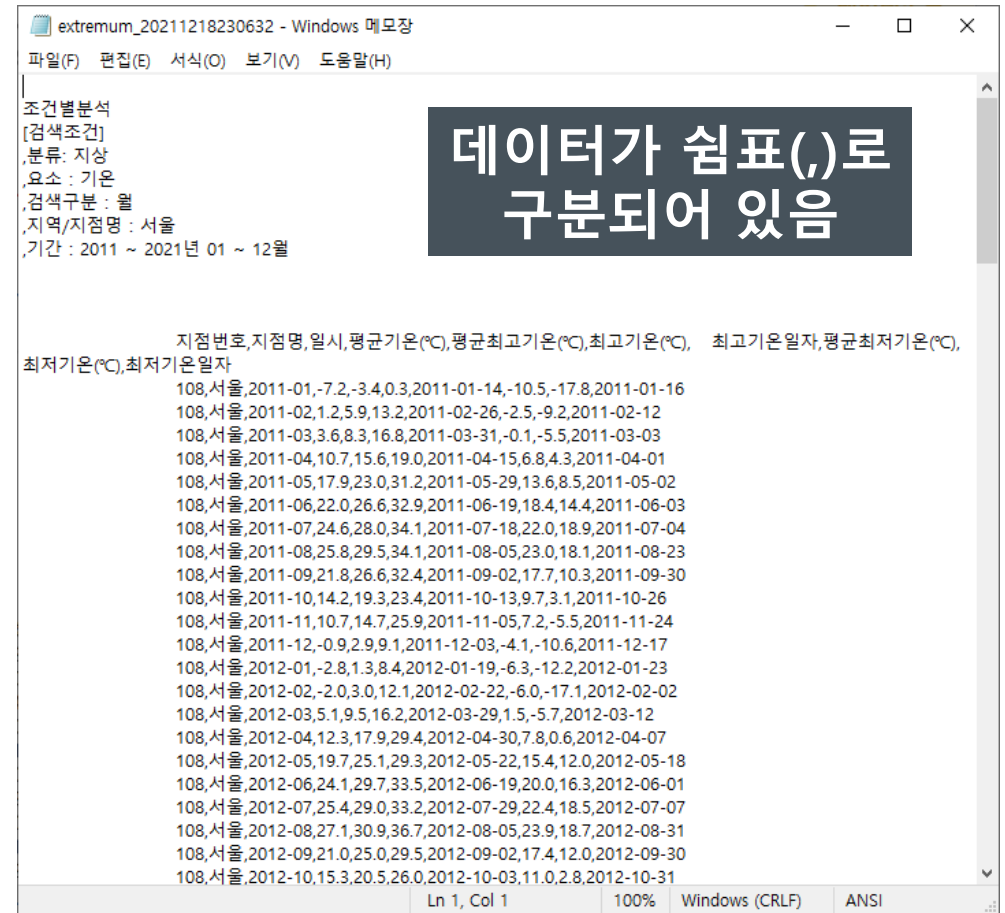 extremum_20211218230632 - Windows 메모장
파일(F) 편집(E) 서식(O) 보기(V) 도움말(H)
조건별분석
[검색조건]
,분류: 지상
,요소 : 기온
,검색구분 : 월
,지역/지점명 : 서울
,기간 : 2011 ~ 2021년 01 ~ 12월
데이터가 쉼표(,)로
구분되어 있음
지점번호,지점명,일시,평균기온(℃),평균최고기온(℃),최고기온(℃), 최고기온일자,평균최저기온(℃),
최저기온(℃),최저기온일자
108,서울,2011-01,-7.2,-3.4,0.3,2011-01-14,-10.5,-17.8,2011-01-16
108,서울,2011-02,1.2,5.9,13.2,2011-02-26,-2.5,-9.2,2011-02-12
108,서울,2011-03,3.6,8.3,16.8,2011-03-31,-0.1,-5.5,2011-03-03
108,서울,2011-04,10.7,15.6,19.0,2011-04-15,6.8,4.3,2011-04-01
108,서울,2011-05,17.9,23.0,31.2,2011-05-29,13.6,8.5,2011-05-02
108,서울,2011-06,22.0,26.6,32.9,2011-06-19,18.4,14.4,2011-06-03
108,서울,2011-07,24.6,28.0,34.1,2011-07-18,22.0,18.9,2011-07-04
108,서울,2011-08,25.8,29.5,34.1,2011-08-05,23.0,18.1,2011-08-23
108,서울,2011-09,21.8,26.6,32.4,2011-09-02,17.7,10.3,2011-09-30
108,서울,2011-10,14.2,19.3,23.4,2011-10-13,9.7,3.1,2011-10-26
108,서울,2011-11,10.7,14.7,25.9,2011-11-05,7.2,-5.5,2011-11-24
108,서울,2011-12,-0.9,2.9,9.1,2011-12-03,-4.1,-10.6,2011-12-17
108,서울,2012-01,-2.8,1.3,8.4,2012-01-19,-6.3,-12.2,2012-01-23
108,서울,2012-02,-2.0,3.0,12.1,2012-02-22,-6.0,-17.1,2012-02-02
108,서울,2012-03,5.1,9.5,16.2,2012-03-29,1.5,-5.7,2012-03-12
108,서울,2012-04,12.3,17.9,29.4,2012-04-30,7.8,0.6,2012-04-07
108,서울,2012-05,19.7,25.1,29.3,2012-05-22,15.4,12.0,2012-05-18
108,서울,2012-06,24.1,29.7,33.5,2012-06-19,20.0,16.3,2012-06-01
108,서울,2012-07,25.4,29.0,33.2,2012-07-29,22.4,18.5,2012-07-07
108,서울,2012-08,27.1,30.9,36.7,2012-08-05,23.9,18.7,2012-08-31
108,서울,2012-09,21.0,25.0,29.5,2012-09-02,17.4,12.0,2012-09-30
108,서울,2012-10,15.3,20.5,26.0,2012-10-03,11.0,2.8,2012-10-31
Ln 1, Col 1 100% Windows (CRLF) ANSI